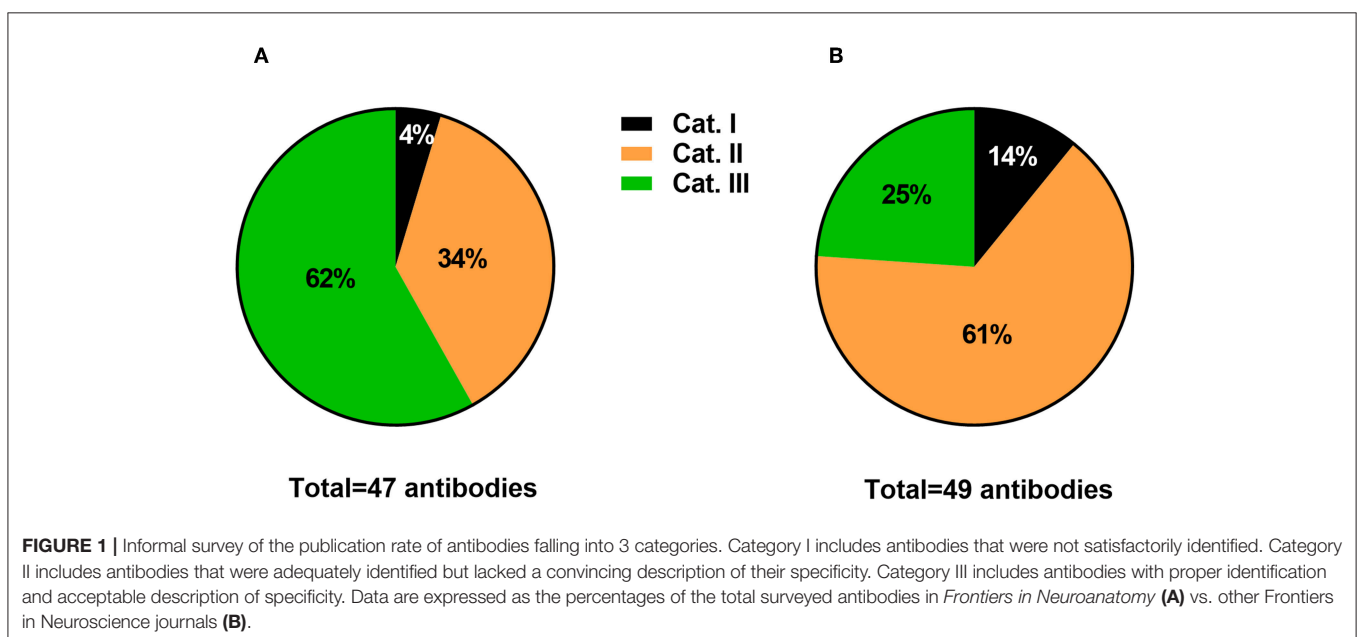 A
B
4%
34%
62%
Cat. I
Cat. II
Cat. III
14%
25%
61%
Total=47 antibodies
Total=49 antibodies
FIGURE 1 | Informal survey of the publication rate of antibodies falling into 3 categories. Category I includes antibodies that were not satisfactorily identified. Category
II includes antibodies that were adequately identified but lacked a convincing description of their specificity. Category III includes antibodies with proper identification
and acceptable description of specificity. Data are expressed as the percentages of the total surveyed antibodies in Frontiers in Neuroanatomy (A) vs. other Frontiers
in Neuroscience journals (B).